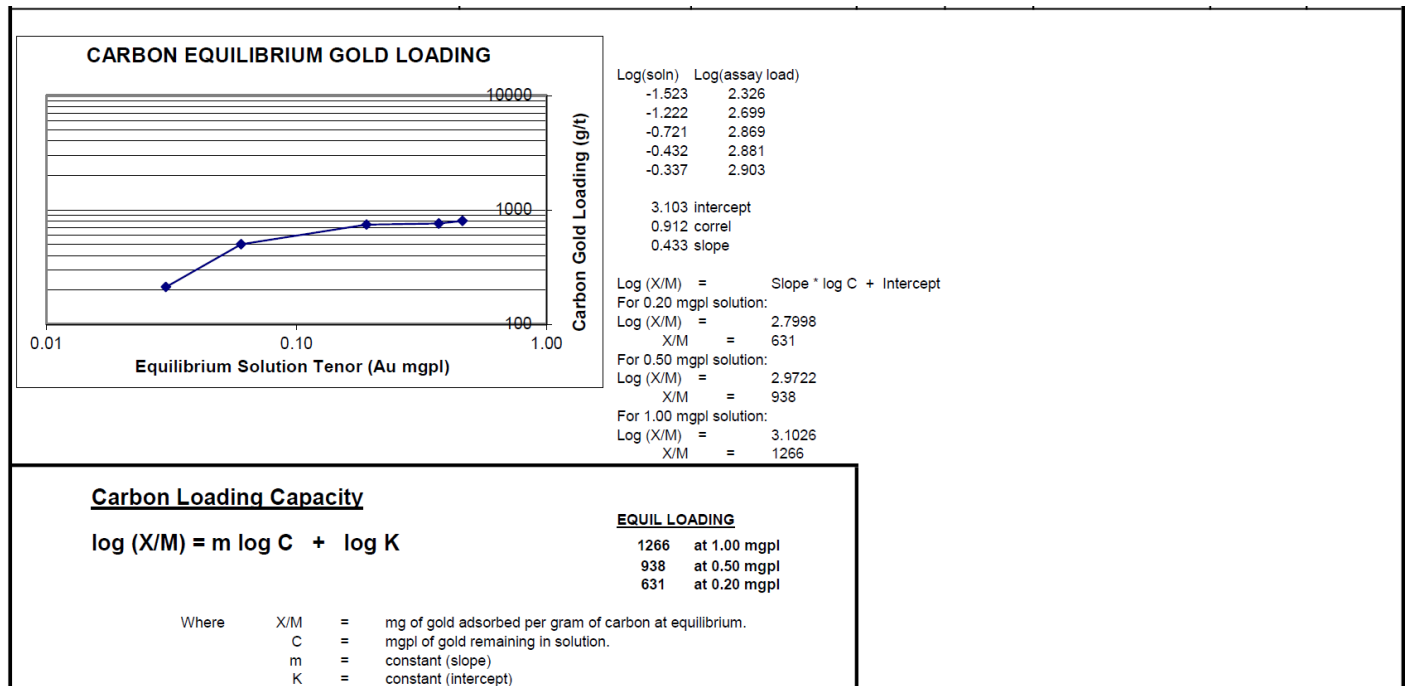 CARBON EQUILIBRIUM GOLD LOADING
10000
1000
100
Carbon Gold Loading (g/t)
0.01 0.10 1.00
Equilibrium Solution Tenor (Au mgpl)
Log(soln) Log(assay load)
-1.523 2.326
-1.222 2.699
-0.721 2.869
-0.432 2.881
-0.337 2.903
3.103 intercept
0.912 correl
0.433 slope
Log (X/M) = Slope * log C + Intercept
For 0.20 mgpl solution:
Log (X/M) = 2.7998
X/M = 631
For 0.50 mgpl solution:
Log (X/M) = 2.9722
X/M = 938
For 1.00 mgpl solution:
Log (X/M) = 3.1026
X/M = 1266
Carbon Loading Capacity
log (X/M) = m log C + log K
EQUIL LOADING
1266 at 1.00 mgpl
938 at 0.50 mgpl
631 at 0.20 mgpl
Where X/M = mg of gold adsorbed per gram of carbon at equilibrium.
C = mgpl of gold remaining in solution.
m = constant (slope)
K = constant (intercept)